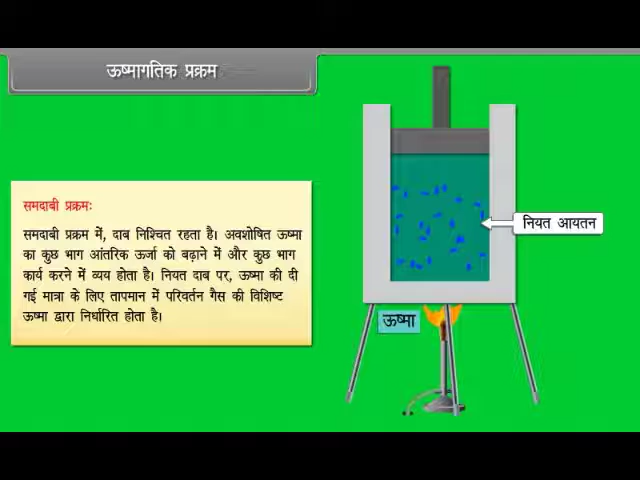 ऊष्मागतिक प्रक्रम
समदाबी प्रक्रमः
समदाबी प्रक्रम में, दाब निश्चित रहता है। अवशोषित ऊष्मा
का कुछ भाग आंतरिक ऊर्जा को बढ़ाने में और कुछ भाग
कार्य करने में व्यय होता है। नियत दाब पर, ऊष्मा की दी
गई मात्रा के लिए तापमान में परिवर्तन गैस की विशिष्ट
ऊष्मा द्वारा निर्धारित होता है।
नियत आयतन
ऊष्मा